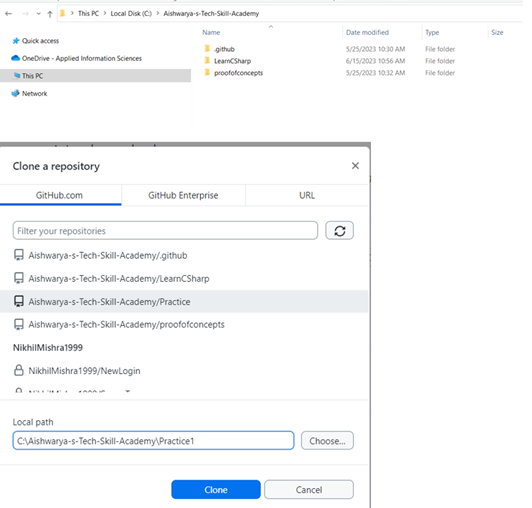 This PC > Local Disk (C:) > Aishwarya-s-Tech-Skill-Academy
Name Date modified Type Size
Quick access
OneDrive - Applied Information Sciences
This PC
Network
.github 5/25/2023 10:30 AM File folder
LearnCSharp 6/15/2023 10:56 AM File folder
proofofconcepts 5/25/2023 10:32 AM File folder
Clone a repository
GitHub.com GitHub Enterprise URL
Filter your repositories
Aishwarya-s-Tech-Skill-Academy/.github
Aishwarya-s-Tech-Skill-Academy/LearnCSharp
Aishwarya-s-Tech-Skill-Academy/Practice
Aishwarya-s-Tech-Skill-Academy/proofofconcepts
NikhilMishra1999
NikhilMishra1999/NewLogin
Local path
C:\Aishwarya-s-Tech-Skill-Academy\Practice1
Choose...
Clone Cancel